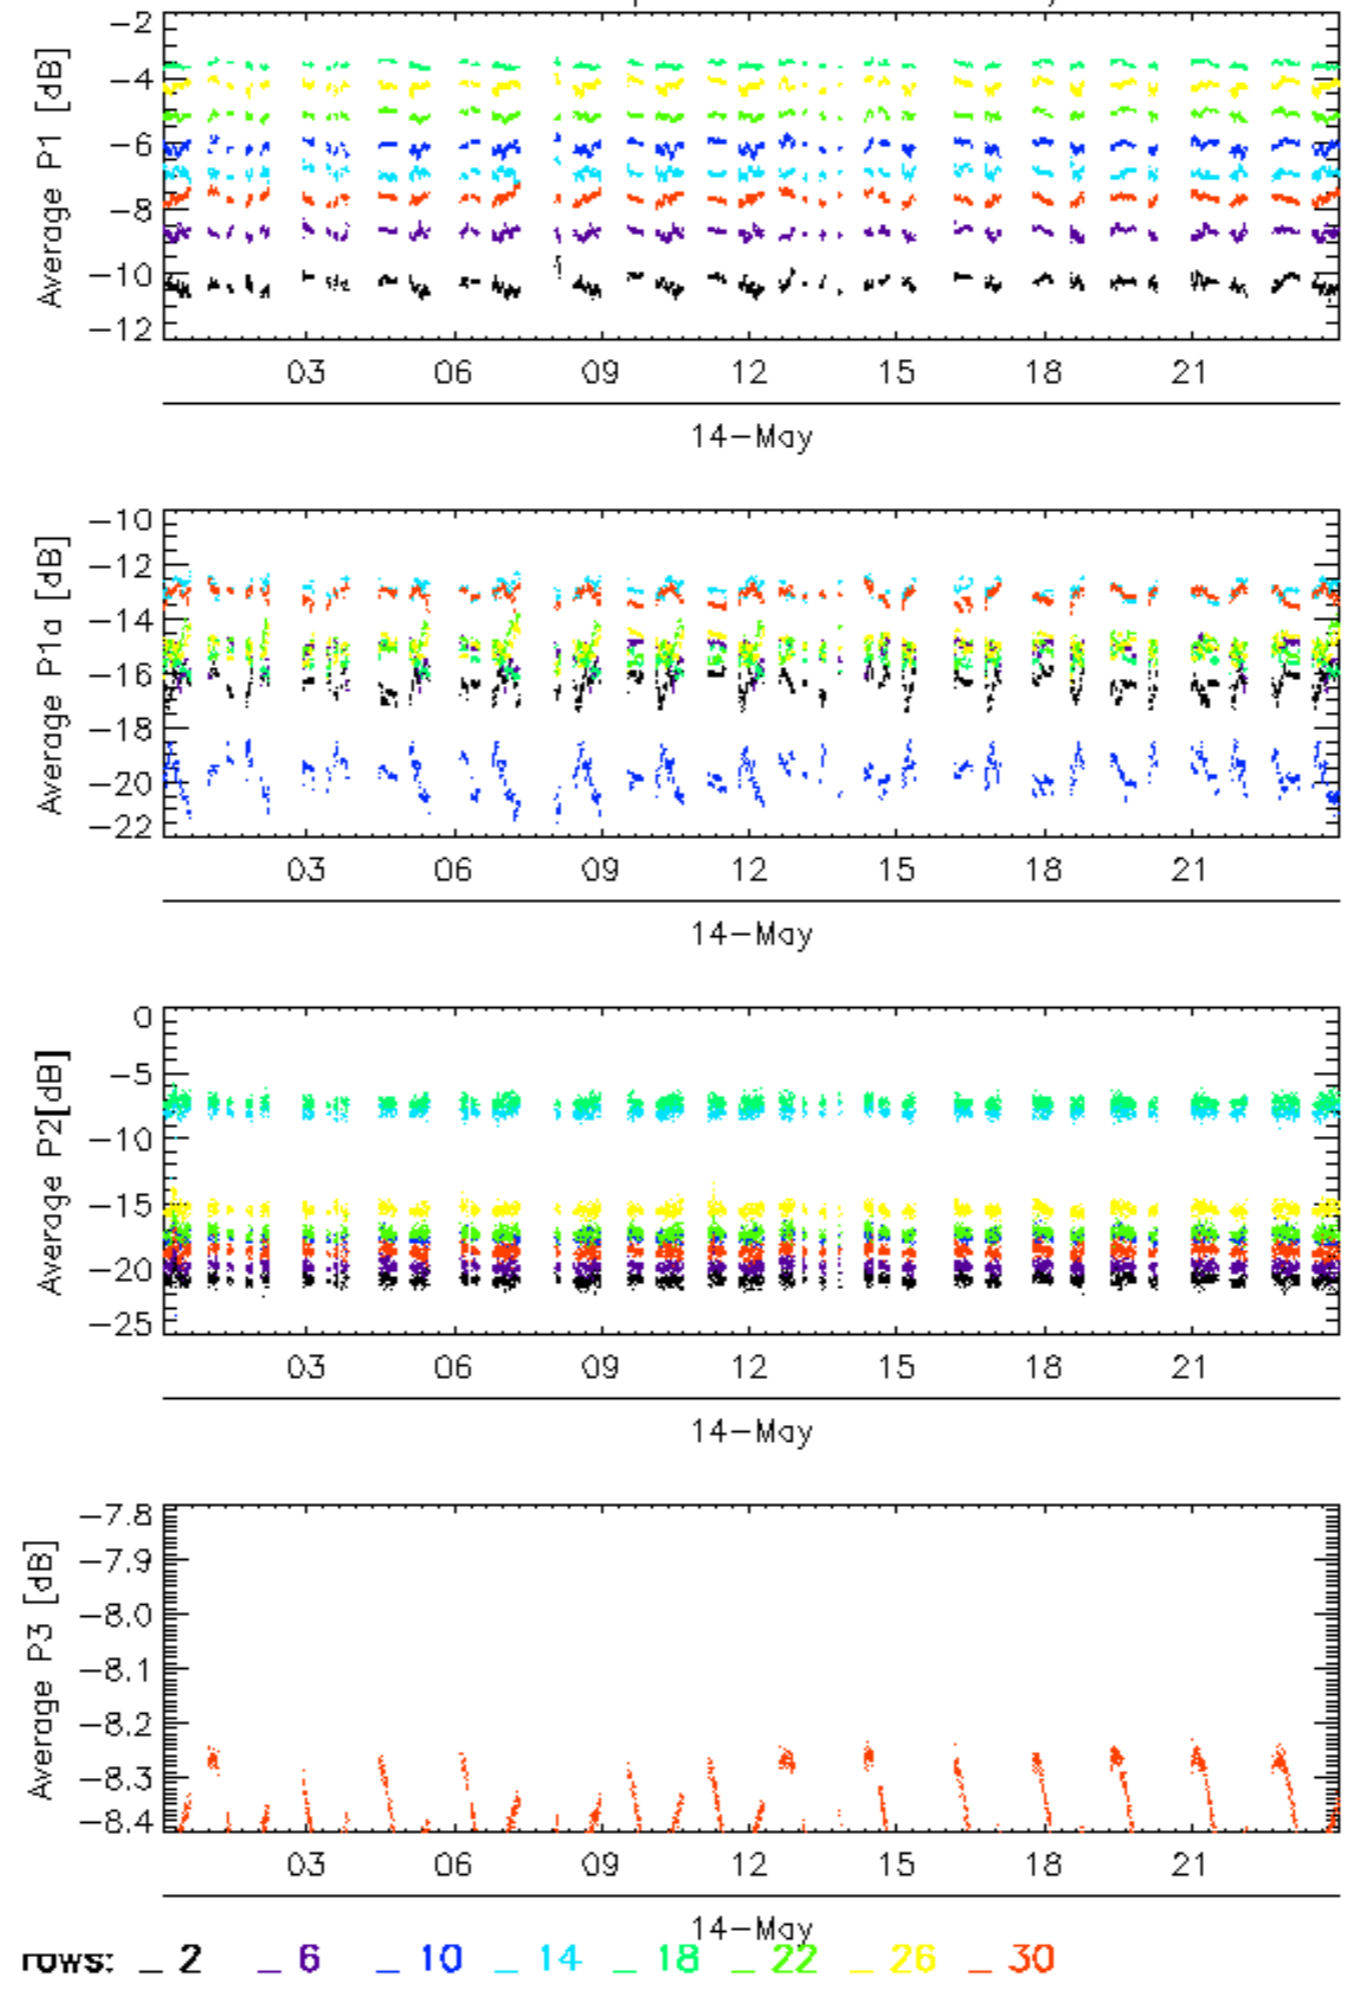 -2
-4
-6
-8
-10
-12
Average P1 [dB]
03 06 09 12 15 18 21
14-May
-10
-12
-14
-16
-18
-20
-22
Average P1a [dB]
03 06 09 12 15 18 21
14-May
0
-5
-10
-15
-20
-25
Average P2[dB]
03 06 09 12 15 18 21
14-May
-7.8
-7.9
-8.0
-8.1
-8.2
-8.3
-8.4
Average P3 [dB]
03 06 09 12 15 18 21
14-May
rows: _ 2 _ 6 _ 10 _ 14 _ 18 _ 22 _ 26 _ 30